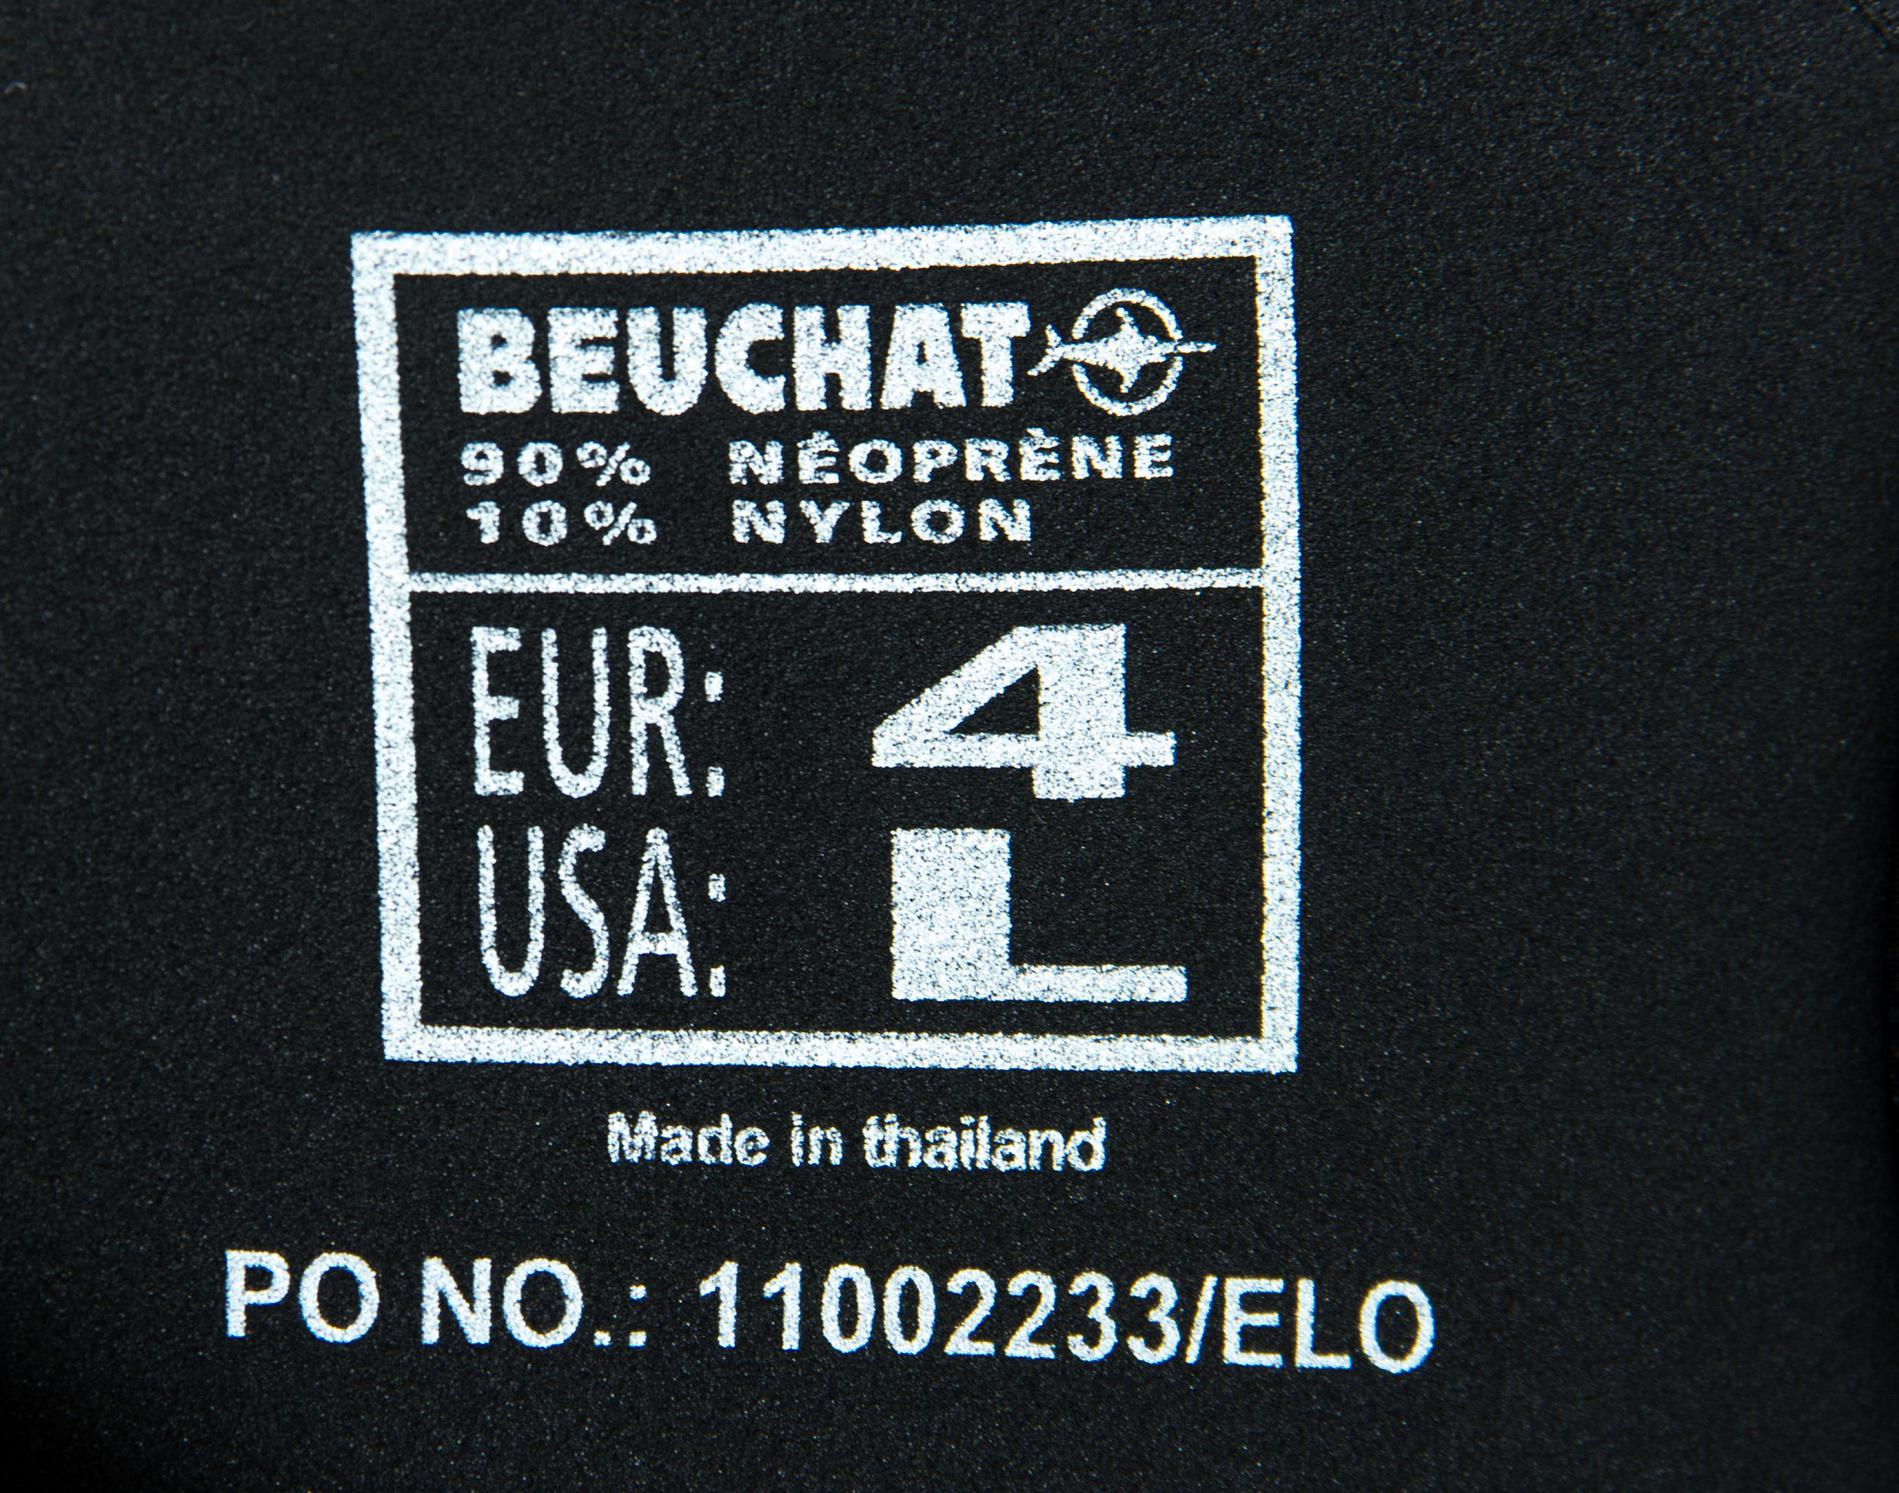 BEUCHAT
90% NÉOPRÈNE
10% NYLON
EUR: 4
USA: L
Made in thailand
PO NO.: 11002233/ELO